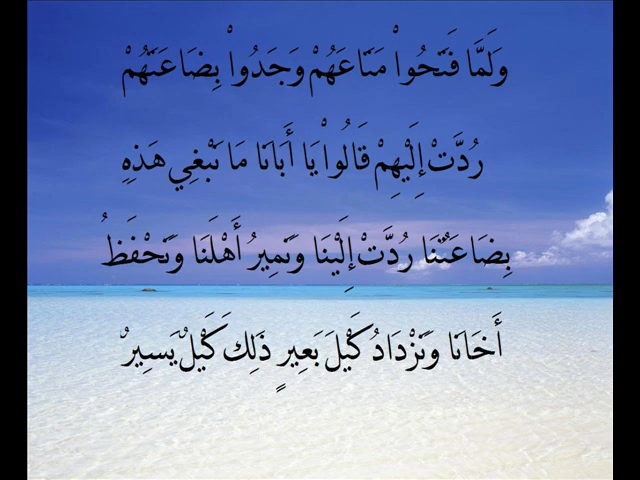 وَلَمَّا فَتَحُواْ مَتَاعَهُمْ وَجَدُواْ بِضَاعَتَهُمْ
رُدَّتْ إِلَيْهِمْ قَالُواْ يَا أَبَانَا مَا نَبْغِي هَذِهِ
بِضَاعَتُنَا رُدَّتْ إِلَيْنَا وَنَمِيرُ أَهْلَنَا وَنَحْفَظُ
أَخَانَا وَنَزْدَادُ كَيْلَ بَعِيرٍ ذَلِكَ كَيْلٌ يَسِيرٌ